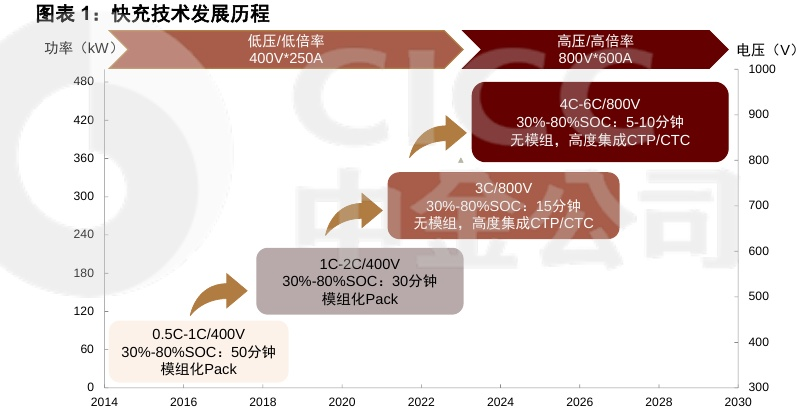 图表 1：快充技术发展历程
功率（kW）
低压/低倍率
400V*250A
高压/高倍率
800V*600A
电压（V）
480
420
360
300
240
180
120
60
0
1000
900
800
700
600
500
400
300
4C-6C/800V
30%-80%SOC：5-10分钟
无模组，高度集成CTP/CTC
3C/800V
30%-80%SOC：15分钟
无模组，高度集成CTP/CTC
1C-2C/400V
30%-80%SOC：30分钟
模组化Pack
0.5C-1C/400V
30%-80%SOC：50分钟
模组化Pack
2014
2016
2018
2020
2022
2024
2026
2028
2030
CICC
中金公司